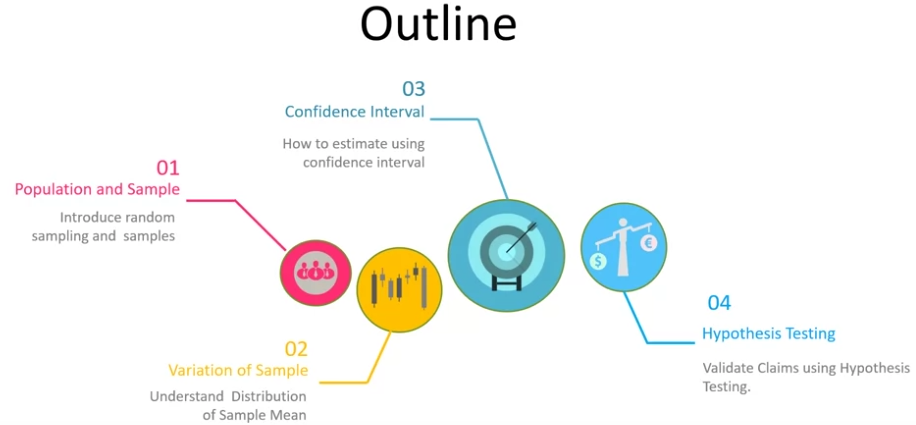 Outline
01
Population and Sample
Introduce random
sampling and  samples
02
Variation of Sample
Understand  Distribution
of Sample Mean
03
Confidence Interval
How to estimate using
confidence interval
04
Hypothesis Testing
Validate Claims using Hypothesis
Testing.
$
€